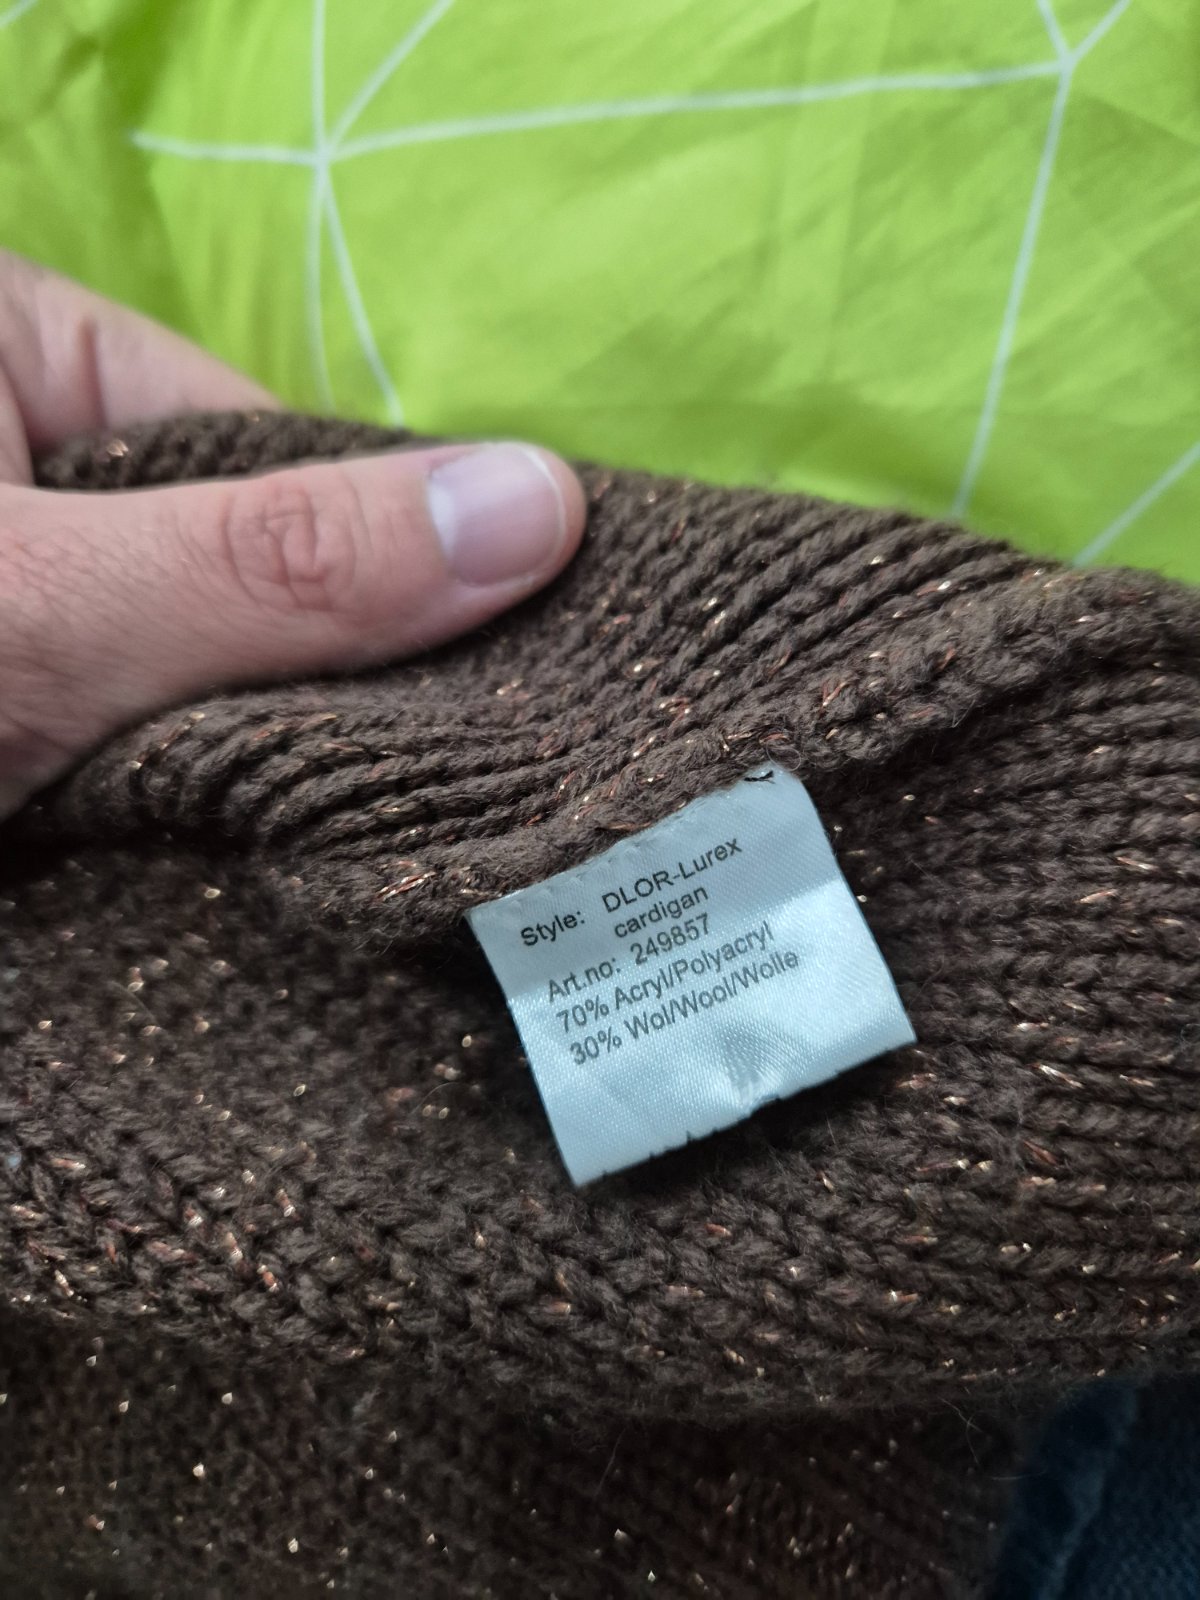 Style: DLOR-Lurex
cardigan
Art.no: 249857
70% Acryl/Polyacryl
30% Wol/Wool/Wolle